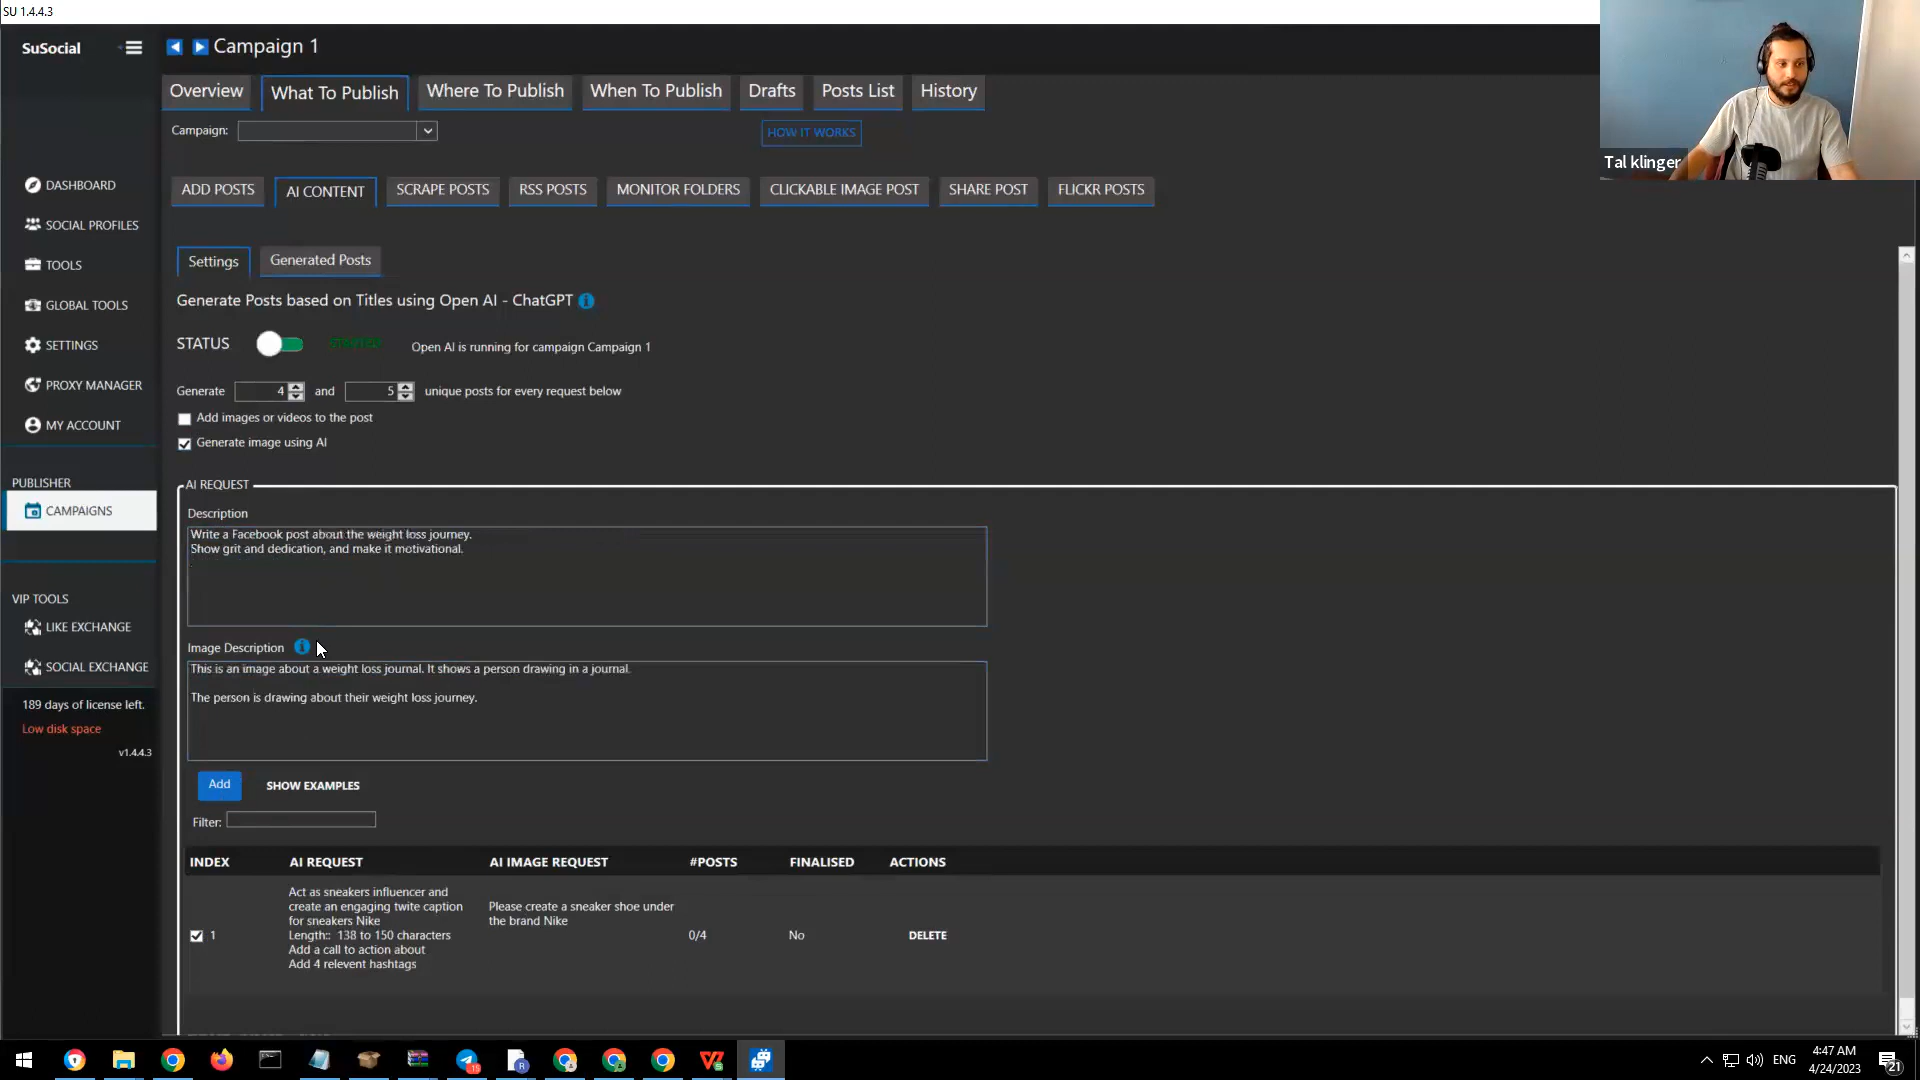 SU 1.4.4.3
SuSocial
Campaign 1
Overview
What To Publish
Where To Publish
When To Publish
Drafts
Posts List
History
Campaign:
HOW IT WORKS
Tal klinger
ADD POSTS
AI CONTENT
SCRAPE POSTS
RSS POSTS
MONITOR FOLDERS
CLICKABLE IMAGE POST
SHARE POST
FLICKR POSTS
DASHBOARD
SOCIAL PROFILES
TOOLS
GLOBAL TOOLS
SETTINGS
PROXY MANAGER
MY ACCOUNT
PUBLISHER
CAMPAIGNS
VIP TOOLS
LIKE EXCHANGE
SOCIAL EXCHANGE
189 days of license left.
Low disk space
v1.4.4.3
Settings
Generated Posts
Generate Posts based on Titles using Open AI - ChatGPT
STATUS
STARTED
Open AI is running for campaign Campaign 1
Generate 4 and 5 unique posts for every request below
Add images or videos to the post
Generate image using AI
AI REQUEST
Description
Write a Facebook post about the weight loss journey.
Show grit and dedication, and make it motivational.
Image Description
This is an image about a weight loss journal. It shows a person drawing in a journal.
The person is drawing about their weight loss journey.
Add
SHOW EXAMPLES
Filter:
INDEX AI REQUEST AI IMAGE REQUEST #POSTS FINALISED ACTIONS
1
Act as sneakers influencer and
create an engaging twite caption
for sneakers Nike
Length:: 138 to 150 characters
Add a call to action about
Add 4 relevent hashtags
Please create a sneaker shoe under
the brand Nike
0/4
No
DELETE
ENG
4:47 AM
4/24/2023
21